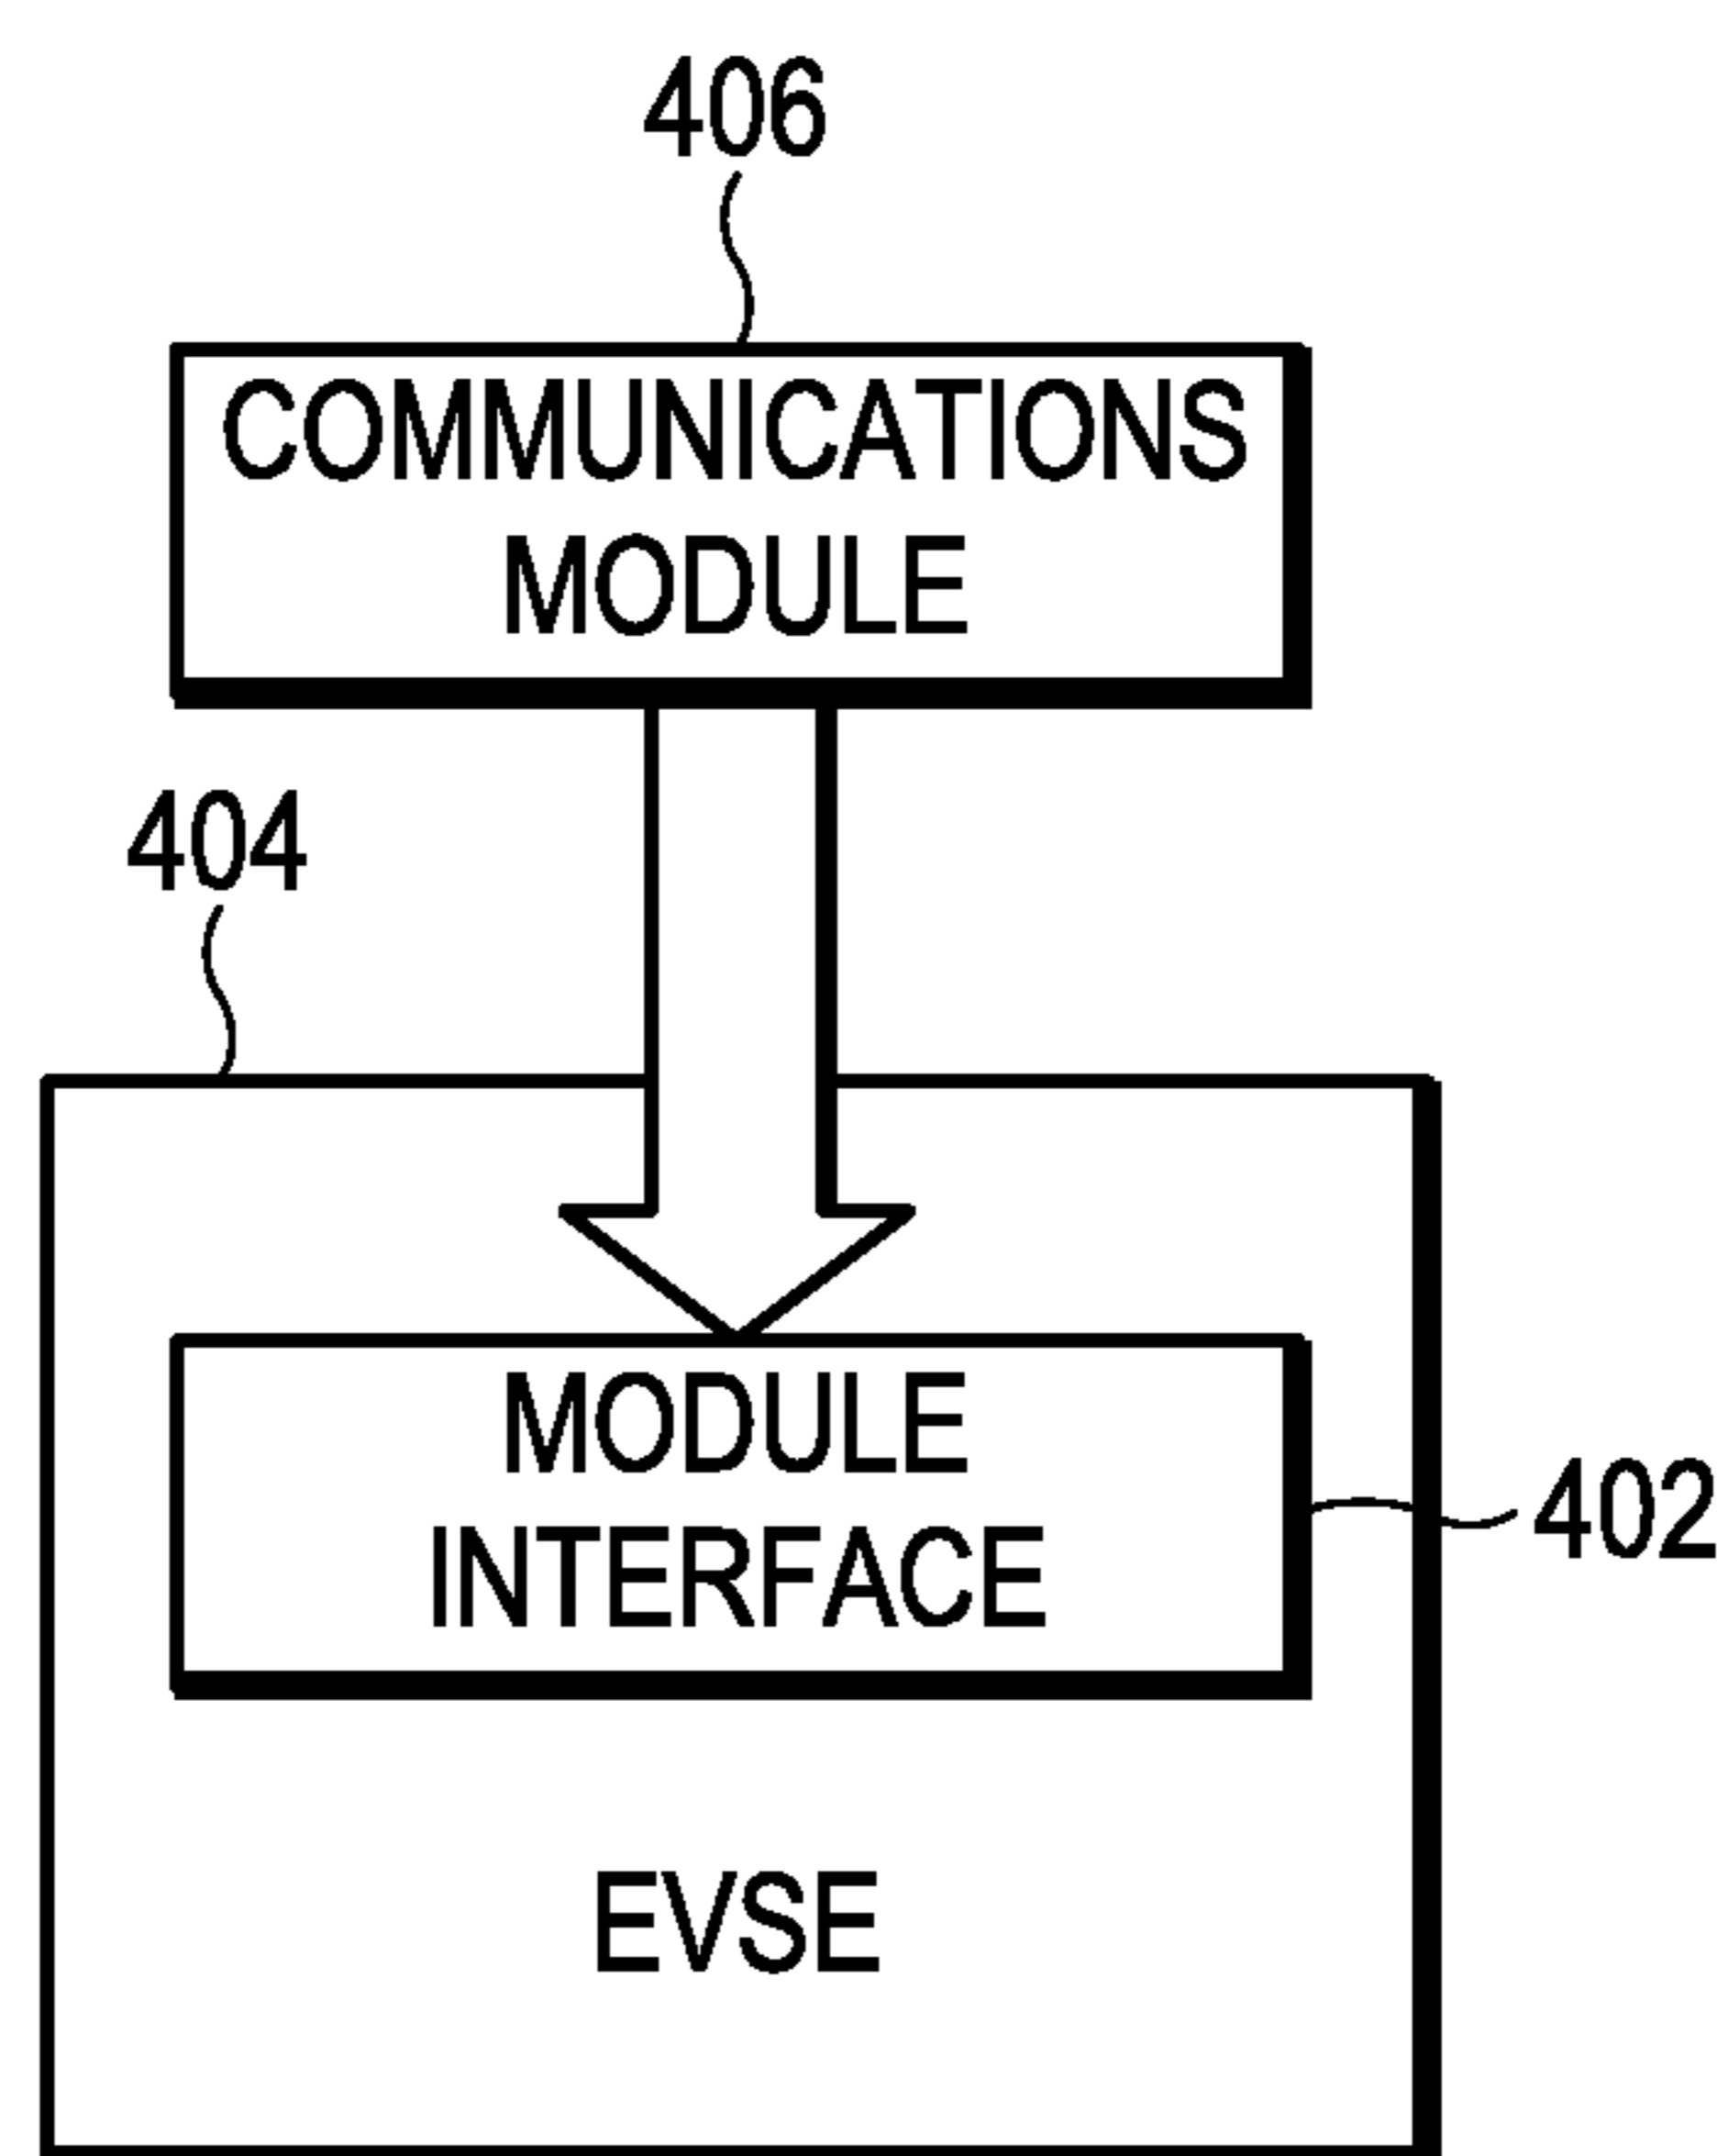 406
COMMUNICATIONS
MODULE
404
MODULE
INTERFACE
402
EVSE